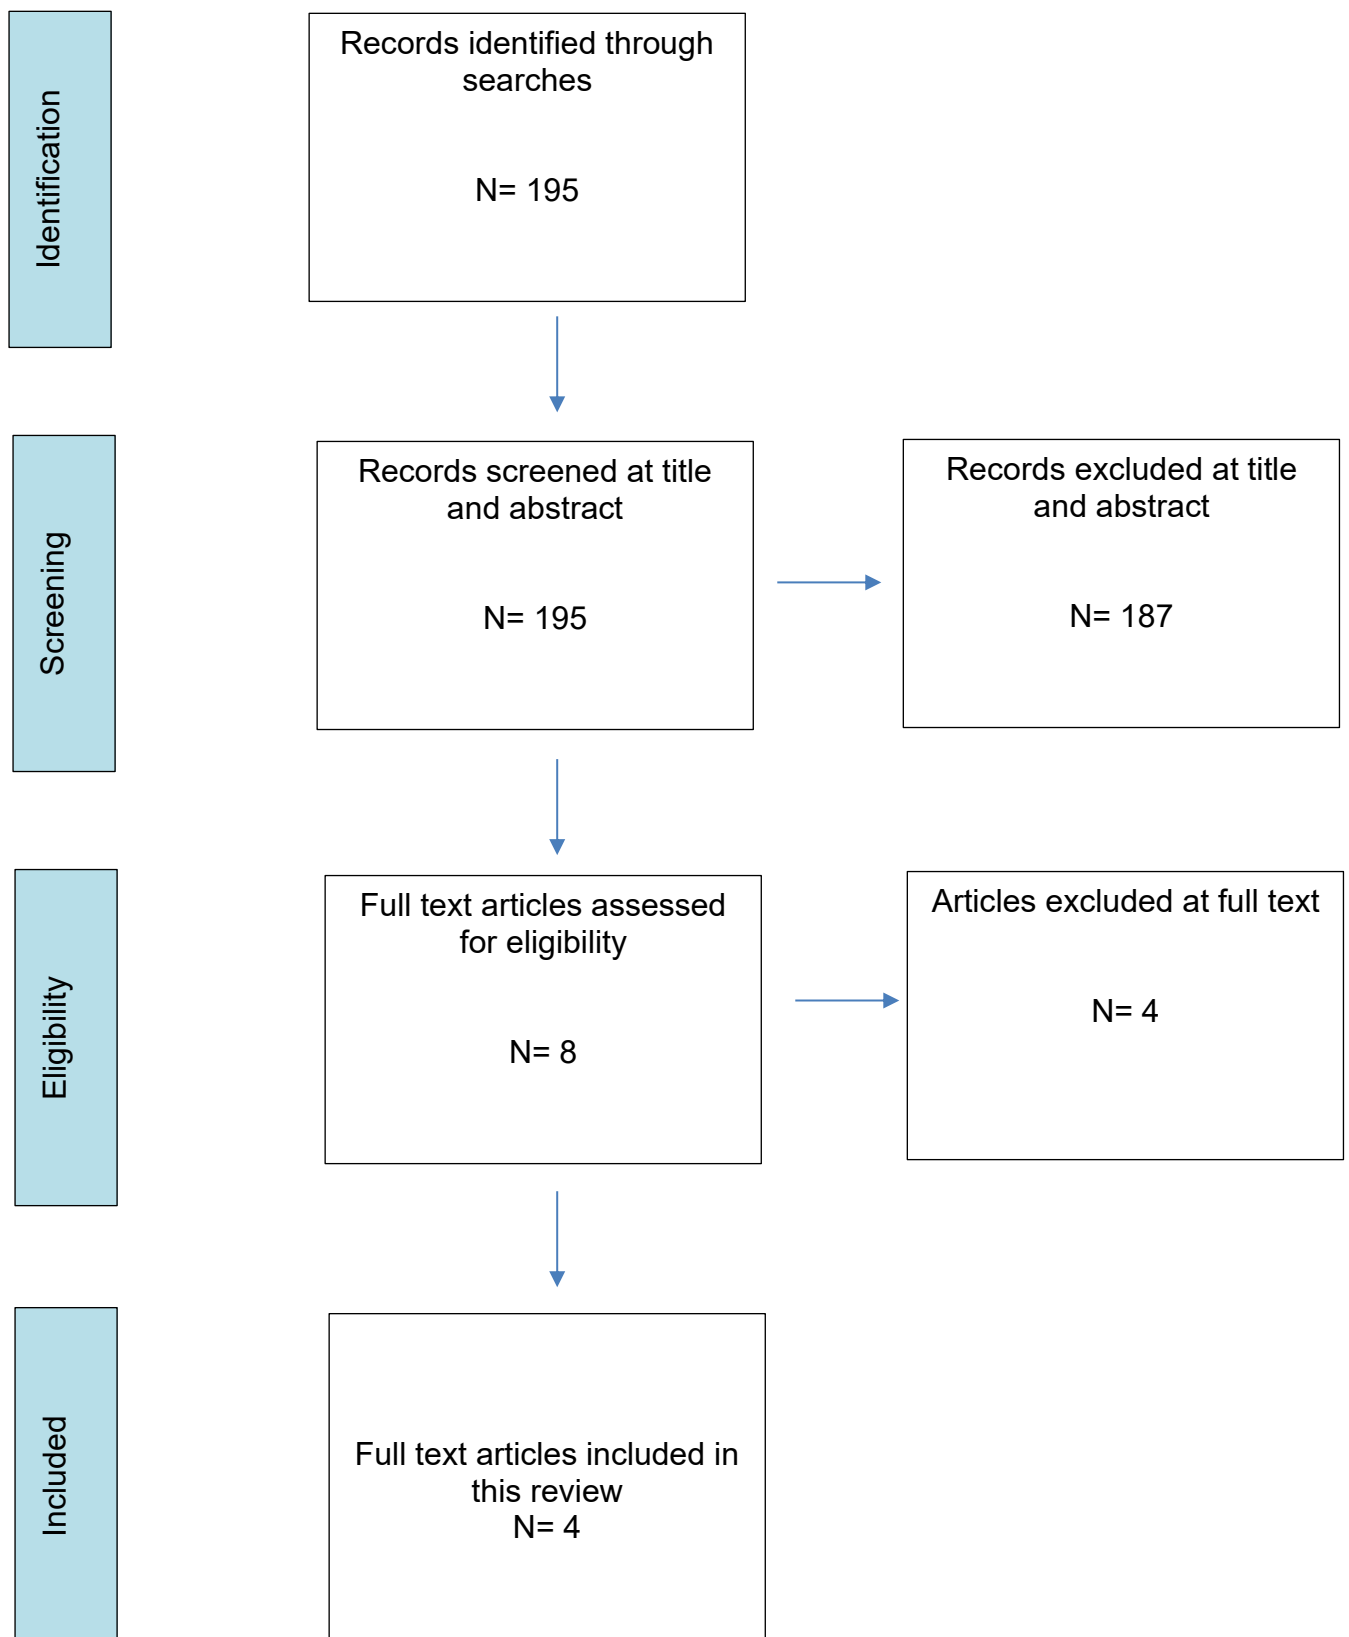 Identification
Records identified through
searches
N= 195
Screening
Records screened at title
and abstract
N= 195
Records excluded at title
and abstract
N= 187
Eligibility
Full text articles assessed
for eligibility
N= 8
Articles excluded at full text
N= 4
Included
Full text articles included in
this review
N= 4